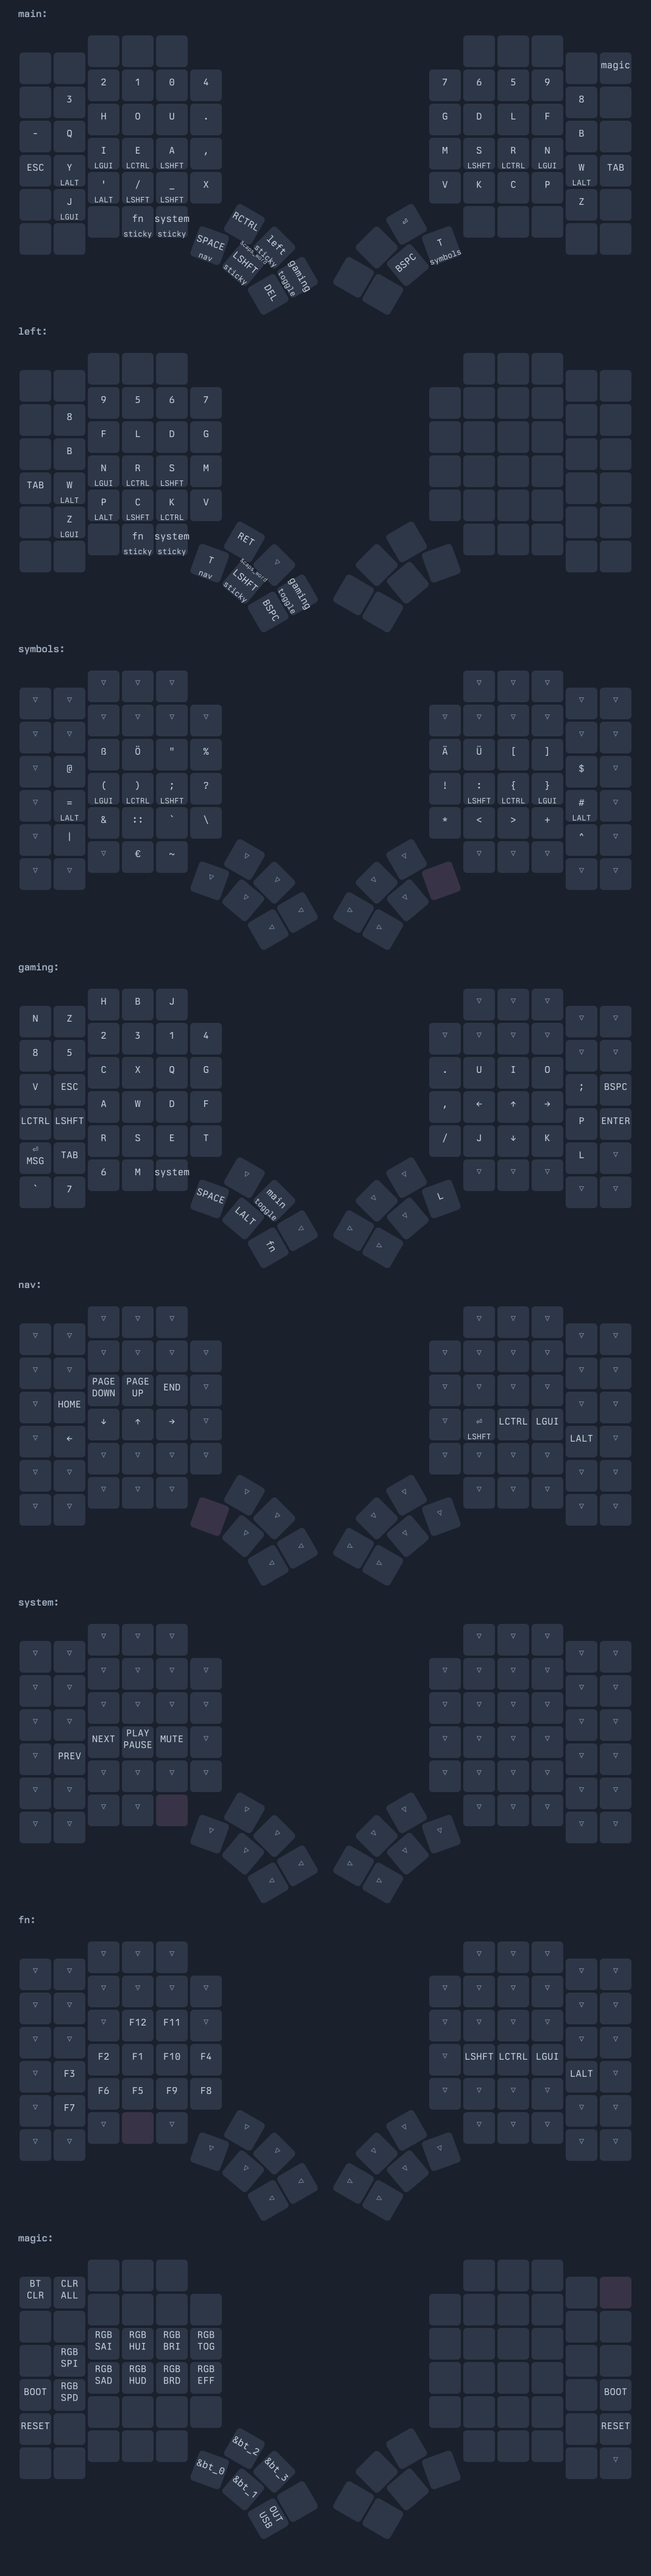 main:
magic
2 1 0 4 7 6 5 9
3 8
H O U . G D L F
- Q B
I E A , M S R N
LGUI LCTRL LSHFT LSHFT LCTRL LGUI
ESC Y W TAB
LALT LALT
' / _ X V K C P
LALT LSHFT LSHFT
J Z
LGUI
fn system RCTRL ⏎
sticky sticky left
sticky
SPACE
nav
&caps_word
LSHFT
sticky
gaming
toggle
DEL
BSPC
T
symbols
left:
9 5 6 7
8
F L D G
B
N R S M
LGUI LCTRL LSHFT
TAB W
LALT
P C K V
LALT LSHFT LCTRL
Z
LGUI
fn system
sticky sticky
RET ▽
T
nav
&caps_word
LSHFT
sticky
gaming
toggle
BSPC
symbols:
▽ ▽ ▽ ▽ ▽ ▽
▽ ▽ ▽ ▽
▽ ▽ ▽ ▽ ▽ ▽ ▽ ▽
▽ ▽ ▽ ▽
ß Ö " % Ä Ü [ ]
▽ @ $
( ) ; ? ! : { }
LGUI LCTRL LSHFT LSHFT LCTRL LGUI
▽ = # ▽
LALT LALT
& :: ` \ * < > +
▽ | ^ ▽
▽ € ~ ▽ ▽ ▽
▽ ▽ ▽ ▽
▽ ▽ ▽ ▽ ▽ ▽
▽ ▽ ▽ ▽ ▽
gaming:
H B J ▽ ▽ ▽
N Z ▽ ▽
2 3 1 4 ▽ ▽ ▽ ▽
8 5 ▽ ▽
C X Q G . U I O
V ESC ; BSPC
A W D F , ← ↑ →
LCTRL LSHFT P ENTER
R S E T / J ↓ K
⏎
MSG
TAB L ▽
6 M system ▽ ▽ ▽
` 7 ▽ ▽
▽ main
toggle
SPACE LALT ▽
fn
▽ ▽ L
▽ ▽ ▽
nav:
▽ ▽ ▽ ▽ ▽ ▽
▽ ▽ ▽ ▽
▽ ▽ ▽ ▽ ▽ ▽ ▽ ▽
▽ ▽ ▽ ▽
PAGE
DOWN
PAGE
UP
END ▽ ▽ ▽ ▽ ▽
▽ HOME ▽ ▽
↓ ↑ → ▽ ▽ ⏎ LCTRL LGUI
LSHFT
▽ ← LALT ▽
▽ ▽ ▽ ▽ ▽ ▽ ▽ ▽
▽ ▽ ▽ ▽
▽ ▽ ▽ ▽ ▽ ▽
▽ ▽ ▽ ▽
▽ ▽ ▽ ▽ ▽
▽ ▽ ▽ ▽ ▽ ▽
system:
▽ ▽ ▽ ▽ ▽ ▽
▽ ▽ ▽ ▽
▽ ▽ ▽ ▽ ▽ ▽ ▽ ▽
▽ ▽ ▽ ▽
▽ ▽ ▽ ▽ ▽ ▽ ▽ ▽
▽ ▽ ▽ ▽
NEXT PLAY
PAUSE
MUTE ▽ ▽ ▽ ▽ ▽
▽ PREV ▽ ▽
▽ ▽ ▽ ▽ ▽ ▽ ▽ ▽
▽ ▽ ▽ ▽
▽ ▽ ▽ ▽ ▽
▽ ▽ ▽ ▽
▽ ▽ ▽ ▽ ▽ ▽
▽ ▽ ▽ ▽ ▽ ▽
fn:
▽ ▽ ▽ ▽ ▽ ▽
▽ ▽ ▽ ▽
▽ ▽ ▽ ▽ ▽ ▽ ▽ ▽
▽ ▽ ▽ ▽
▽ F12 F11 ▽ ▽ ▽ ▽ ▽
▽ ▽ ▽ ▽
F2 F1 F10 F4 ▽ LSHFT LCTRL LGUI
▽ F3 LALT ▽
F6 F5 F9 F8 ▽ ▽ ▽ ▽
▽ F7 ▽ ▽
▽ ▽ ▽ ▽ ▽
▽ ▽ ▽ ▽
▽ ▽ ▽ ▽ ▽ ▽
▽ ▽ ▽ ▽ ▽ ▽
magic:
BT
CLR
CLR
ALL
RGB
SAI
RGB
HUI
RGB
BRI
RGB
TOG
RGB
SPI
RGB
SAD
RGB
HUD
RGB
BRD
RGB
EFF
BOOT RGB
SPD
BOOT
RESET RESET
▽
&bt_2
&bt_3
&bt_0
&bt_1
OUT
USB